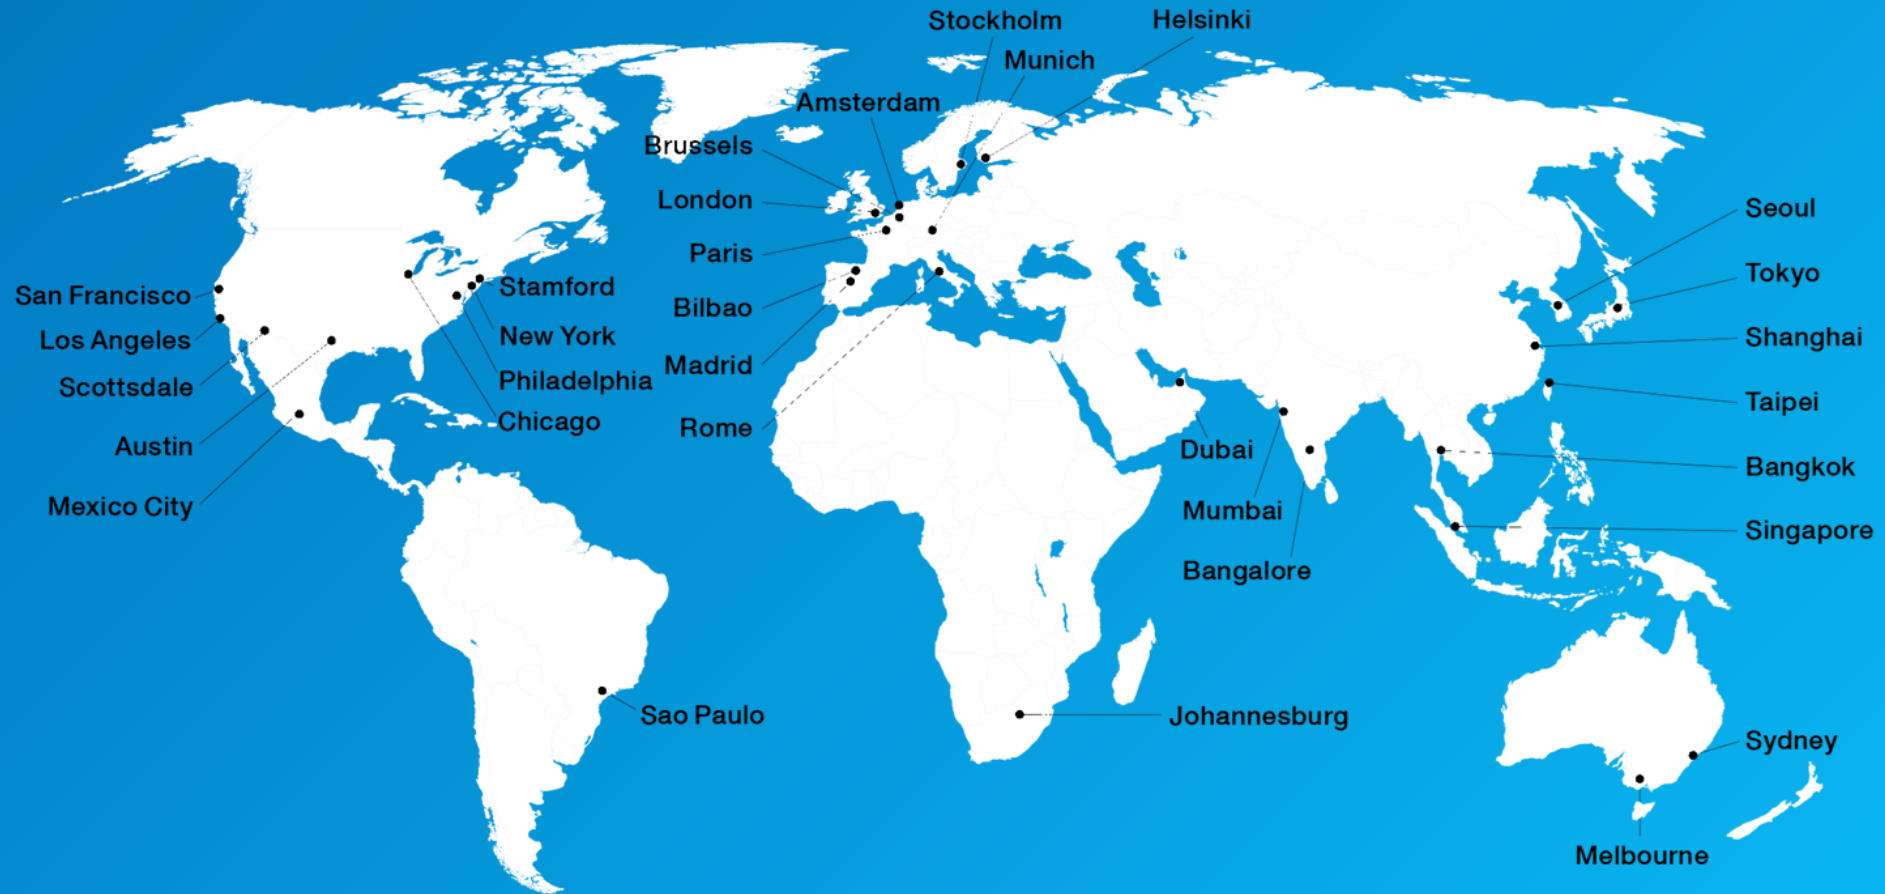 Stockholm
Helsinki
Munich
Amsterdam
Brussels
London
Paris
Bilbao
Madrid
Rome
San Francisco
Los Angeles
Scottsdale
Austin
Mexico City
Stamford
New York
Philadelphia
Chicago
Sao Paulo
Dubai
Mumbai
Bangalore
Johannesburg
Seoul
Tokyo
Shanghai
Taipei
Bangkok
Singapore
Sydney
Melbourne